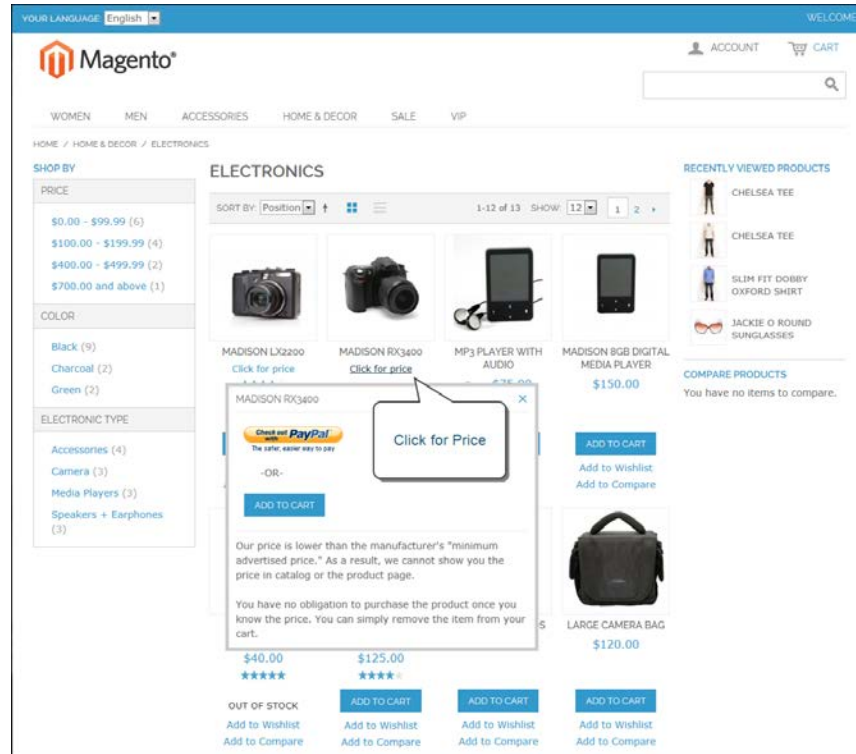 YOUR LANGUAGE: English
WELCOME
Magento®
ACCOUNT
CART
WOMEN MEN ACCESSORIES HOME & DECOR SALE VIP
HOME / HOME & DECOR / ELECTRONICS
SHOP BY
PRICE
$0.00 - $99.99 (6)
$100.00 - $199.99 (4)
$400.00 - $499.99 (2)
$700.00 and above (1)
COLOR
Black (9)
Charcoal (2)
Green (2)
ELECTRONIC TYPE
Accessories (4)
Camera (3)
Media Players (3)
Speakers + Earphones
(3)
ELECTRONICS
SORT BY: Position
1-12 of 13 SHOW: 12 1 2
MADISON LX2200
Click for price
MADISON RX3400
Click for price
MP3 PLAYER WITH
AUDIO
$75.00
MADISON 8GB DIGITAL
MEDIA PLAYER
$150.00
ADD TO CART
Add to Wishlist
Add to Compare
MADISON RX3400
Check out
with PayPal
The safer, easier way to pay
-OR-
ADD TO CART
Our price is lower than the manufacturer's "minimum
advertised price." As a result, we cannot show you the
price in catalog or the product page.
You have no obligation to purchase the product once you
know the price. You can simply remove the item from your
cart.
Click for Price
$40.00
OUT OF STOCK
Add to Wishlist
Add to Compare
$125.00
ADD TO CART
Add to Wishlist
Add to Compare
ADD TO CART
Add to Wishlist
Add to Compare
LARGE CAMERA BAG
$120.00
ADD TO CART
Add to Wishlist
Add to Compare
RECENTLY VIEWED PRODUCTS
CHELSEA TEE
CHELSEA TEE
SLIM FIT DOBBY
OXFORD SHIRT
JACKIE O ROUND
SUNGLASSES
COMPARE PRODUCTS
You have no items to compare.